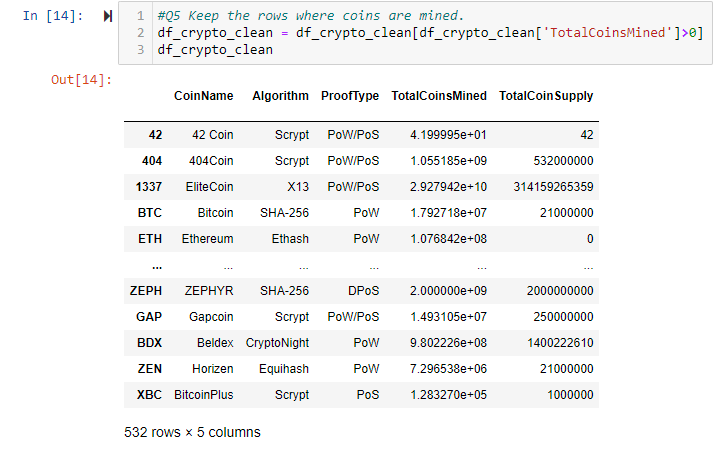 In [14]:
1 #Q5 Keep the rows where coins are mined.
2 df_crypto_clean = df_crypto_clean[df_crypto_clean['TotalCoinsMined']>0]
3 df_crypto_clean
Out[14]:
CoinName Algorithm ProofType TotalCoinsMined TotalCoinSupply
42 42 Coin Scrypt PoW/PoS 4.199995e+01 42
404 404Coin Scrypt PoW/PoS 1.055185e+09 532000000
1337 EliteCoin X13 PoW/PoS 2.927942e+10 314159265359
BTC Bitcoin SHA-256 PoW 1.792718e+07 21000000
ETH Ethereum Ethash PoW 1.076842e+08 0
... ... ... ... ... ...
ZEPH ZEPHYR SHA-256 DPoS 2.000000e+09 2000000000
GAP Gapcoin Scrypt PoW/PoS 1.493105e+07 250000000
BDX Beldex CryptoNight PoW 9.802226e+08 1400222610
ZEN Horizen Equihash PoW 7.296538e+06 21000000
XBC BitcoinPlus Scrypt PoS 1.283270e+05 1000000
532 rows × 5 columns